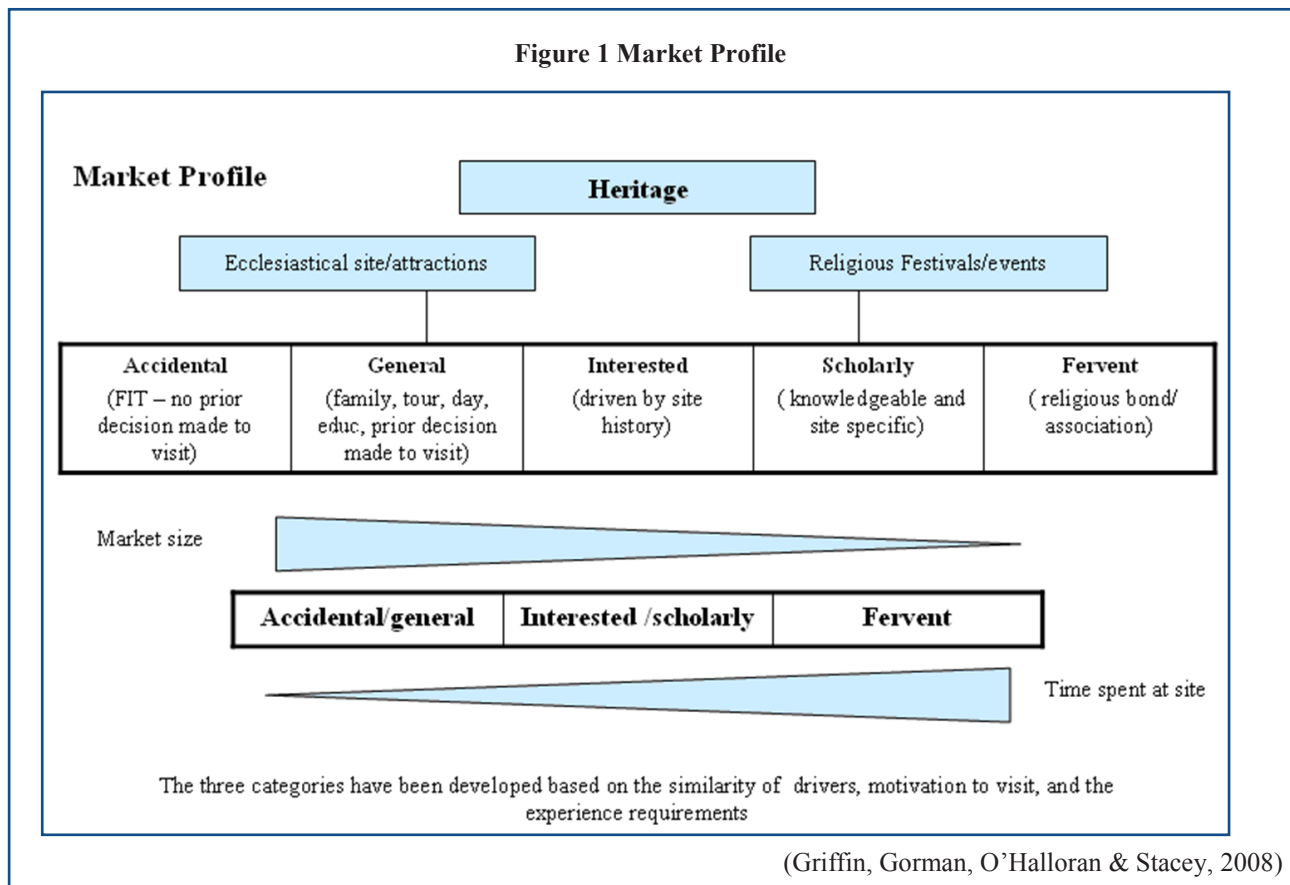 Figure 1 Market Profile
Market Profile
Heritage
Ecclesiastical site/attractions
Religious Festivals/events
Accidental
(FIT – no prior
decision made to
visit)
General
(family, tour, day,
educ, prior decision
made to visit)
Interested
(driven by site
history)
Scholarly
( knowledgeable and
site specific)
Fervent
( religious bond/
association)
Market size
Accidental/general
Interested /scholarly
Fervent
Time spent at site
The three categories have been developed based on the similarity of drivers, motivation to visit, and the
experience requirements
(Griffin, Gorman, O’Halloran & Stacey, 2008)